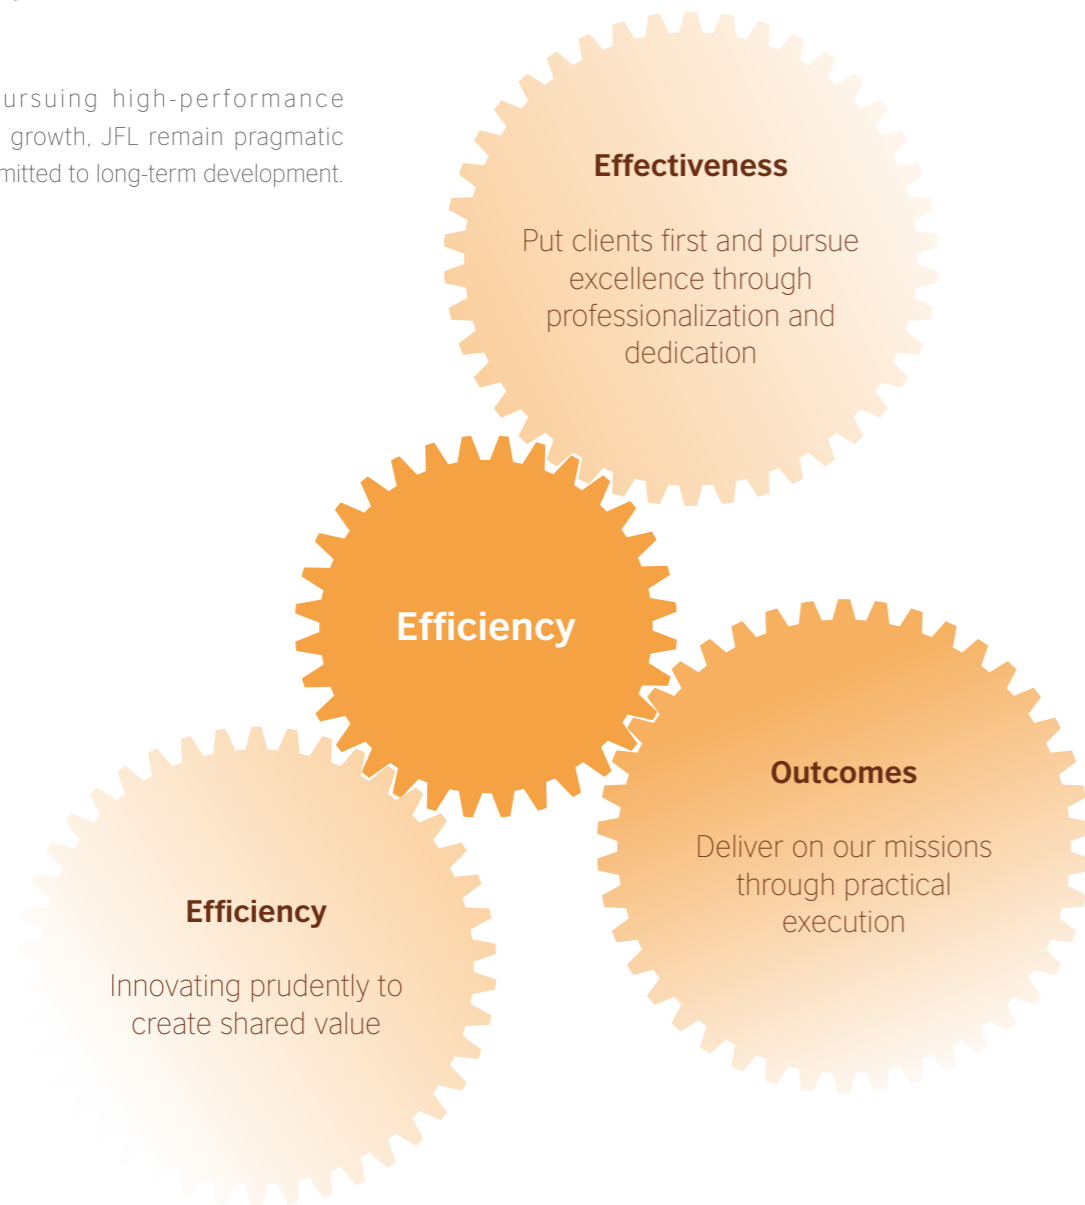 ursuing high-performance
growth, JFL remain pragmatic
mitted to long-term development.
Effectiveness
Put clients first and pursue
excellence through
professionalization and
dedication
Efficiency
Outcomes
Deliver on our missions
through practical
execution
Efficiency
Innovating prudently to
create shared value